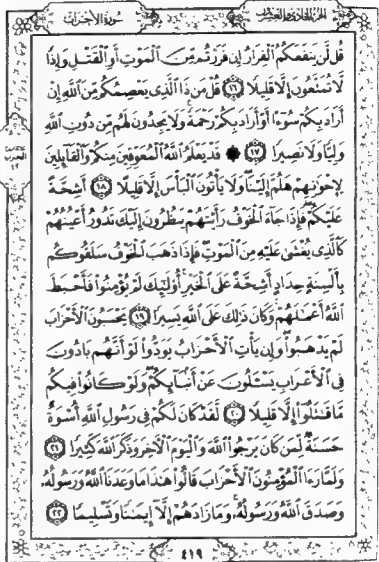 الجزء الحادي والعشرون
سورة الأحزاب
قُل لَّن يَنفَعَكُمُ ٱلْفِرَارُ إِن فَرَرْتُم مِّنَ ٱلْمَوْتِ أَوِ ٱلْقَتْلِ وَإِذًا
لَّا تُمَتَّعُونَ إِلَّا قَلِيلًا ١٦ قُلْ مَن ذَا ٱلَّذِى يَعْصِمُكُم مِّنَ ٱللَّهِ إِنْ
أَرَادَ بِكُمْ سُوٓءًا أَوْ أَرَادَ بِكُمْ رَحْمَةً وَلَا يَجِدُونَ لَهُم مِّن دُونِ ٱللَّهِ
وَلِيًّا وَلَا نَصِيرًا ١٧ قَدْ يَعْلَمُ ٱللَّهُ ٱلْمُعَوِّقِينَ مِنكُمْ وَٱلْقَآئِلِينَ
لِإِخْوَٰنِهِمْ هَلُمَّ إِلَيْنَا وَلَا يَأْتُونَ ٱلْبَأْسَ إِلَّا قَلِيلًا ١٨ أَشِحَّةً
عَلَيْكُمْ فَإِذَا جَآءَ ٱلْخَوْفُ رَأَيْتَهُمْ يَنظُرُونَ إِلَيْكَ تَدُورُ أَعْيُنُهُمْ
كَٱلَّذِى يُغْشَىٰ عَلَيْهِ مِنَ ٱلْمَوْتِ فَإِذَا ذَهَبَ ٱلْخَوْفُ سَلَقُوكُم
بِأَلْسِنَةٍ حِدَادٍ أَشِحَّةً عَلَى ٱلْخَيْرِ أُو۟لَٰٓئِكَ لَمْ يُؤْمِنُوا۟ فَأَحْبَطَ
ٱللَّهُ أَعْمَٰلَهُمْ وَكَانَ ذَٰلِكَ عَلَى ٱللَّهِ يَسِيرًا ١٩ يَحْسَبُونَ ٱلْأَحْزَابَ
لَمْ يَذْهَبُوا۟ وَإِن يَأْتِ ٱلْأَحْزَابُ يَوَدُّوا۟ لَوْ أَنَّهُم بَادُونَ
فِى ٱلْأَعْرَابِ يَسْـَٔلُونَ عَنْ أَنۢبَآئِكُمْ وَلَوْ كَانُوا۟ فِيكُم
مَّا قَٰتَلُوٓا۟ إِلَّا قَلِيلًا ٢٠ لَّقَدْ كَانَ لَكُمْ فِى رَسُولِ ٱللَّهِ أُسْوَةٌ
حَسَنَةٌ لِّمَن كَانَ يَرْجُوا۟ ٱللَّهَ وَٱلْيَوْمَ ٱلْءَاخِرَ وَذَكَرَ ٱللَّهَ كَثِيرًا ٢١
وَلَمَّا رَءَا ٱلْمُؤْمِنُونَ ٱلْأَحْزَابَ قَالُوا۟ هَٰذَا مَا وَعَدَنَا ٱللَّهُ وَرَسُولُهُۥ
وَصَدَقَ ٱللَّهُ وَرَسُولُهُۥ وَمَا زَادَهُمْ إِلَّآ إِيمَٰنًا وَتَسْلِيمًا ٢٢
٤١٩